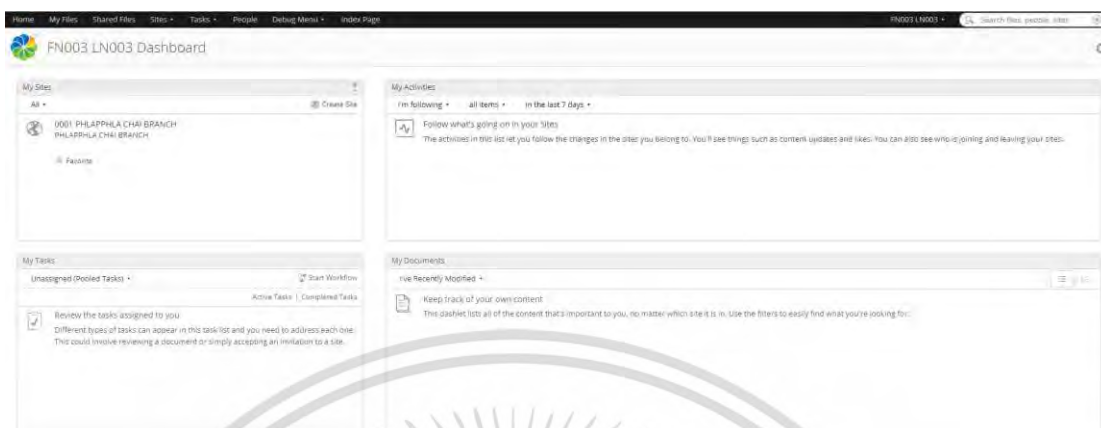 Home My Files Shared Files Sites Tasks People Debug Menu Index Page FN003 LN003 Search files, people, sites
FN003 LN003 Dashboard
My Sites
All Create Site
0001 PHLAPPHLA CHAI BRANCH
PHLAPPHLA CHAI BRANCH
Favorite
My Activities
I'm following all items in the last 7 days
Follow what's going on in your sites
The activities in this list let you follow the changes in the sites you belong to. You'll see things such as content updates and likes. You can also see who is joining and leaving your sites.
My Tasks
Unassigned (Pooled Tasks) Start Workflow
Active Tasks | Completed Tasks
Review the tasks assigned to you
Different types of tasks can appear in this task list and you need to address each one.
This could involve reviewing a document or simply accepting an invitation to a site.
My Documents
I've Recently Modified
Keep track of your own content
This dashlet lists all of the content that's important to you, no matter which site it is in. Use the filters to easily find what you're looking for.